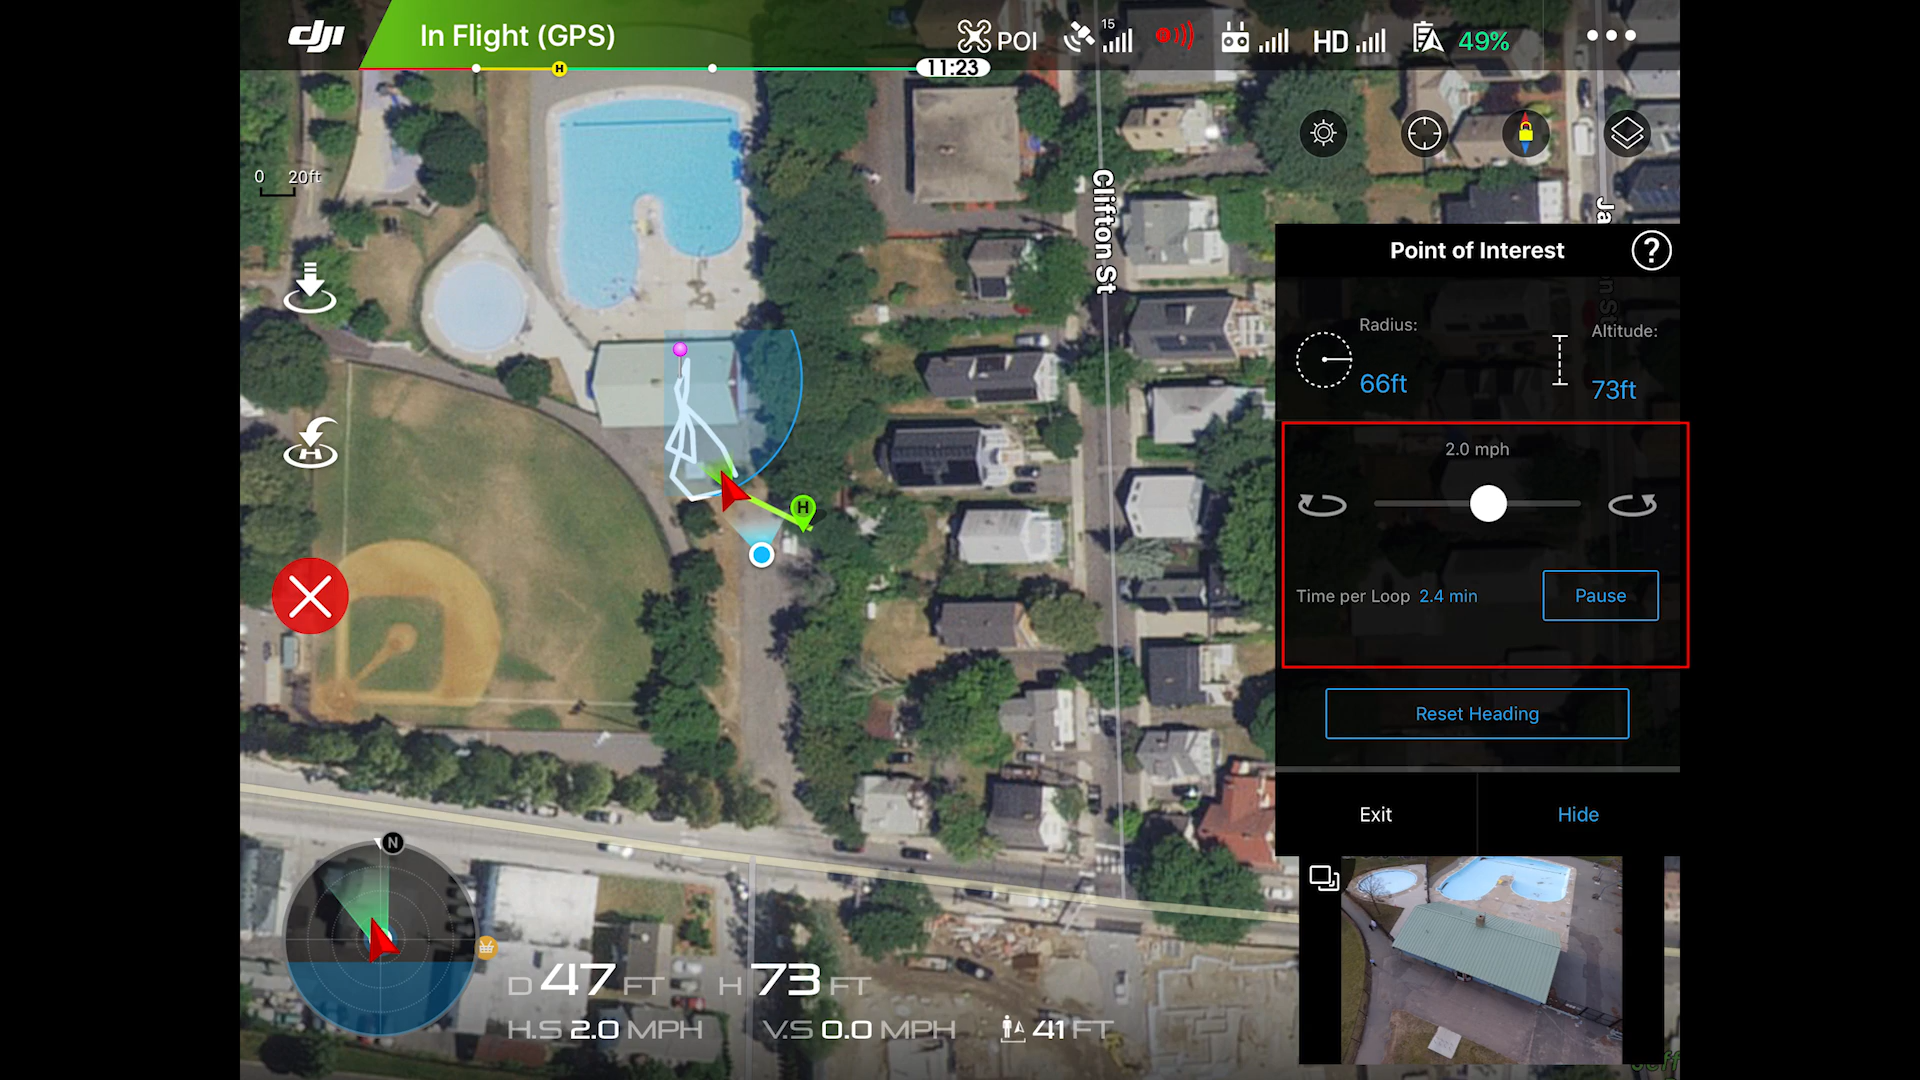 dji
In Flight (GPS)
POI
15
HD
49%
H
11:23
0 20ft
Clifton St
Ja
Point of Interest
?
Radius:
66ft
Altitude:
73ft
2.0 mph
H
H
Time per Loop 2.4 min
Pause
Reset Heading
Exit
Hide
N
D 47 FT H 73 FT
H.S 2.0 MPH V.S 0.0 MPH 41 FT